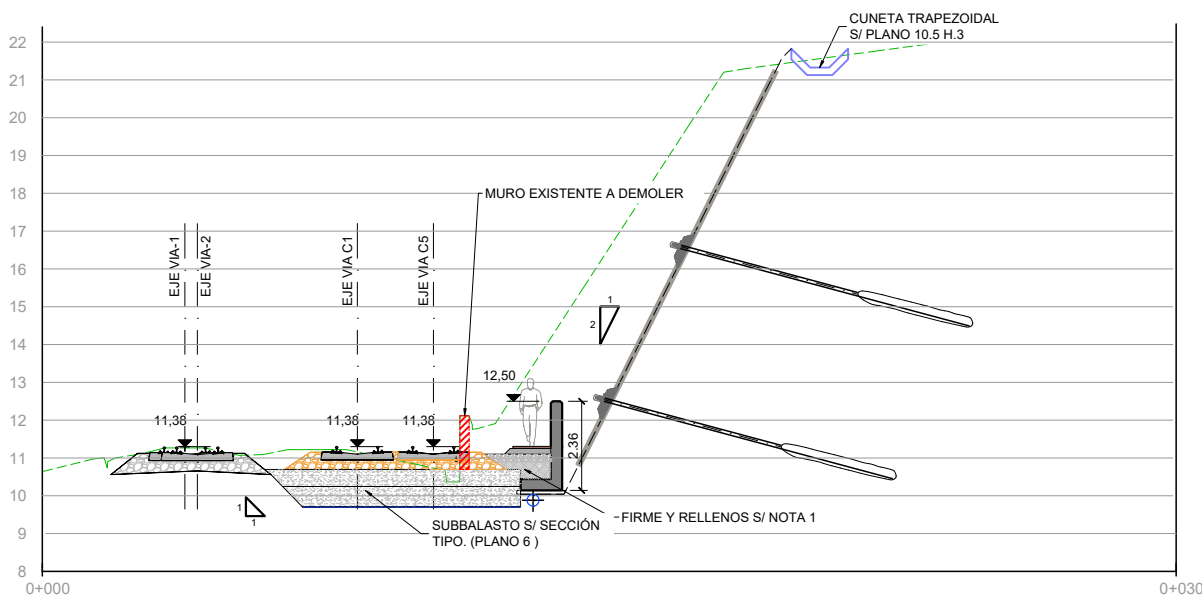 CUNETA TRAPEZOIDAL
S/ PLANO 10.5 H.3
22
21
20
19
18
17
16
15
14
13
12
11
10
9
8
MURO EXISTENTE A DEMOLER
EJE VIA-1
EJE VIA-2
EJE VIA C1
EJE VIA C5
1
2
12,50
11,38
11,38
11,38
2,36
1
1
FIRME Y RELLENOS S/ NOTA 1
SUBBALASTO S/ SECCIÓN
TIPO. (PLANO 6 )
0+000
0+030